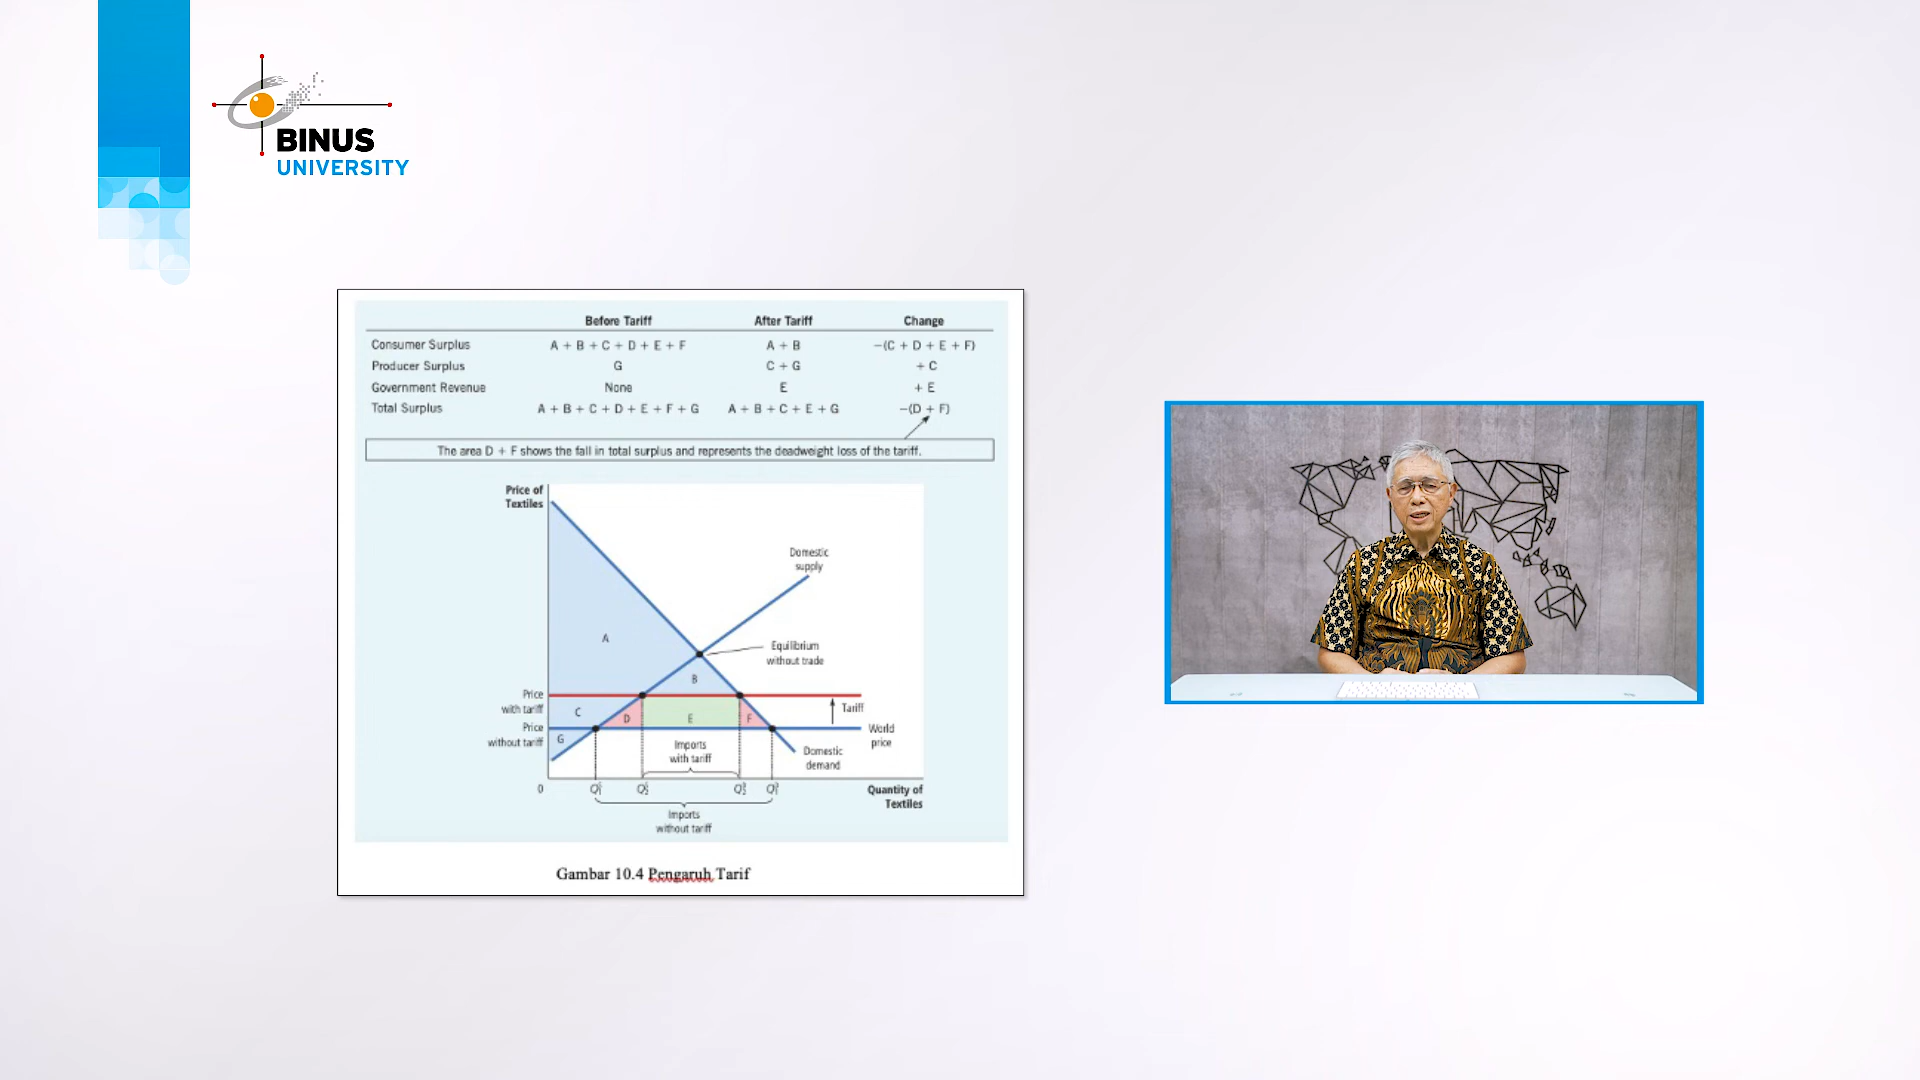 BINUS
UNIVERSITY
Before Tariff After Tariff Change
Consumer Surplus A + B + C + D + E + F A + B −(C + D + E + F)
Producer Surplus G C + G + C
Government Revenue None E + E
Total Surplus A + B + C + D + E + F + G A + B + C + E + G −(D + F)
The area D + F shows the fall in total surplus and represents the deadweight loss of the tariff.
Price of
Textiles
Domestic
supply
A
Equilibrium
without trade
B
Price
with tariff
C
D
E
F
Tariff
Price
without tariff
G
World
price
Imports
with tariff
Domestic
demand
0
Quantity of
Textiles
Imports
without tariff
Gambar 10.4 Pengaruh Tarif